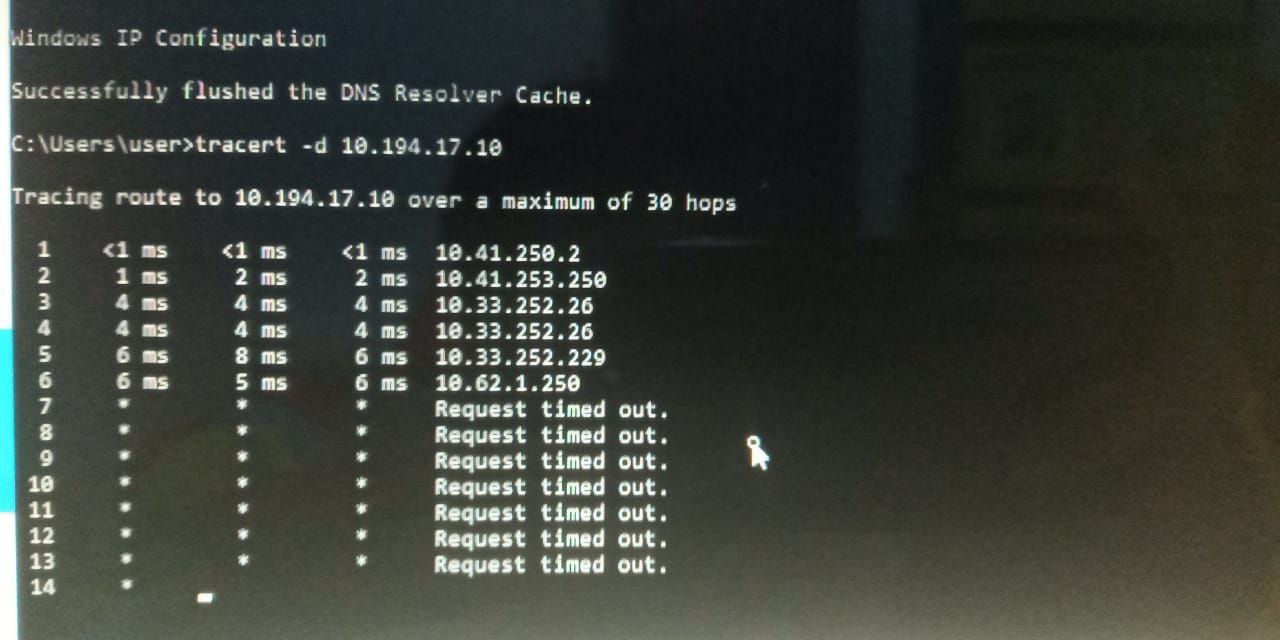 Windows IP Configuration
Successfully flushed the DNS Resolver Cache.
C:\Users\user>tracert -d 10.194.17.10
Tracing route to 10.194.17.10 over a maximum of 30 hops
1 <1 ms <1 ms <1 ms 10.41.250.2
2 1 ms 2 ms 2 ms 10.41.253.250
3 4 ms 4 ms 4 ms 10.33.252.26
4 4 ms 4 ms 4 ms 10.33.252.26
5 6 ms 8 ms 6 ms 10.33.252.229
6 6 ms 5 ms 6 ms 10.62.1.250
7 * * * Request timed out.
8 * * * Request timed out.
9 * * * Request timed out.
10 * * * Request timed out.
11 * * * Request timed out.
12 * * * Request timed out.
13 * * * Request timed out.
14 *